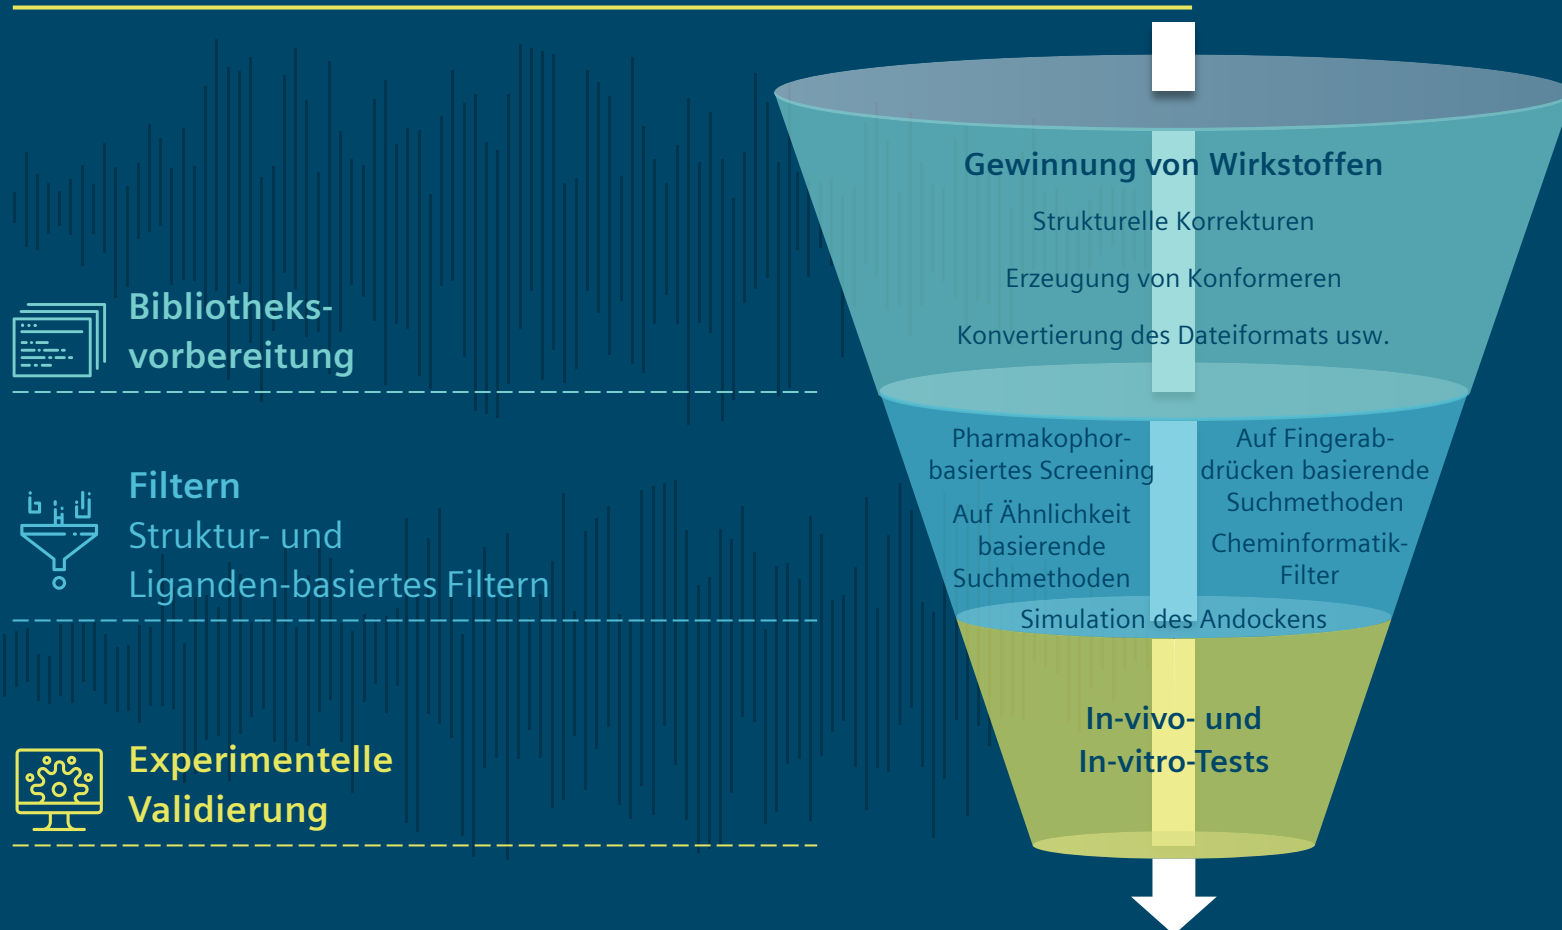 Gewinnung von Wirkstoffen
Strukturelle Korrekturen
Erzeugung von Konformeren
Konvertierung des Dateiformats usw.
Bibliotheks-
vorbereitung
Pharmakophor-
basiertes Screening
Auf Ähnlichkeit
basierende
Suchmethoden
Auf Fingerab-
drücken basierende
Suchmethoden
Cheminformatik-
Filter
Simulation des Andockens
Filtern
Struktur- und
Liganden-basiertes Filtern
In-vivo- und
In-vitro-Tests
Experimentelle
Validierung